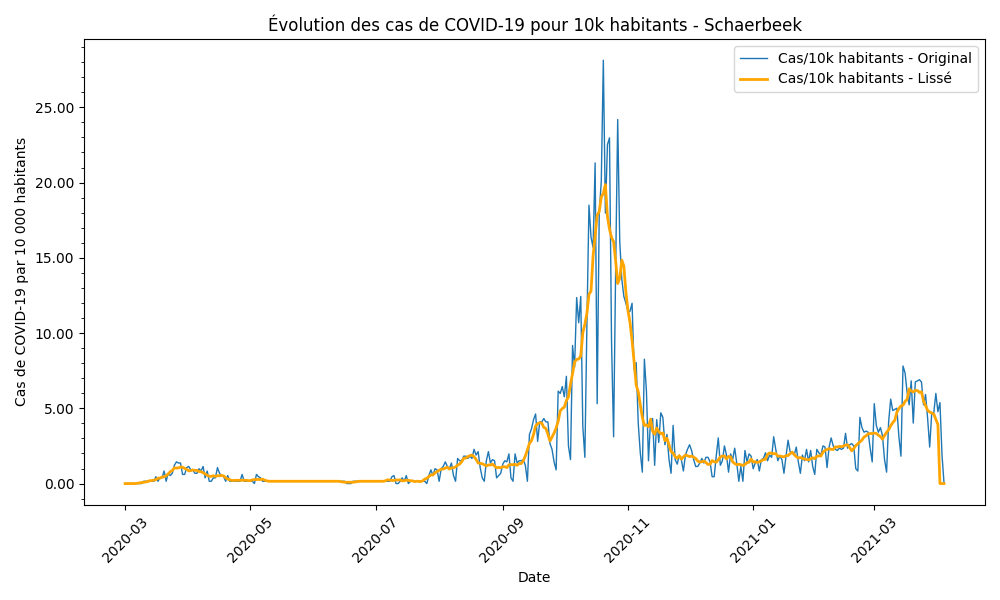 Évolution des cas de COVID-19 pour 10k habitants - Schaerbeek
Cas/10k habitants - Original
Cas/10k habitants - Lissé
Cas de COVID-19 par 10 000 habitants
25.00
20.00
15.00
10.00
5.00
0.00
2020-03
2020-05
2020-07
2020-09
2020-11
2021-01
2021-03
Date